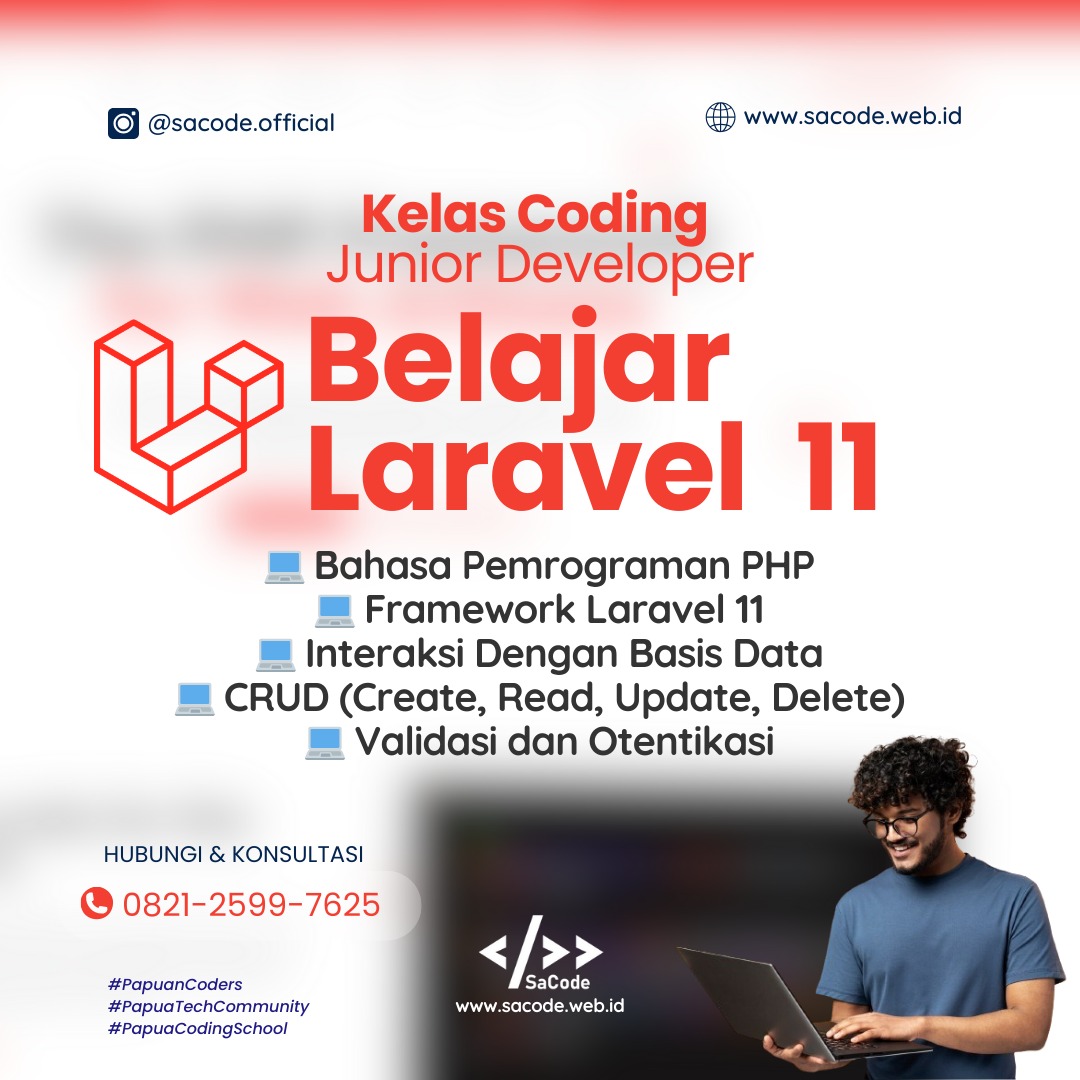 @sacode.official
www.sacode.web.id
Kelas Coding
Junior Developer
Belajar
Laravel 11
💻 Bahasa Pemrograman PHP
💻 Framework Laravel 11
💻 Interaksi Dengan Basis Data
💻 CRUD (Create, Read, Update, Delete)
💻 Validasi dan Otentikasi
HUBUNGI & KONSULTASI
0821-2599-7625
#PapuanCoders
#PapuaTechCommunity
#PapuaCodingSchool
</>>
SaCode
www.sacode.web.id